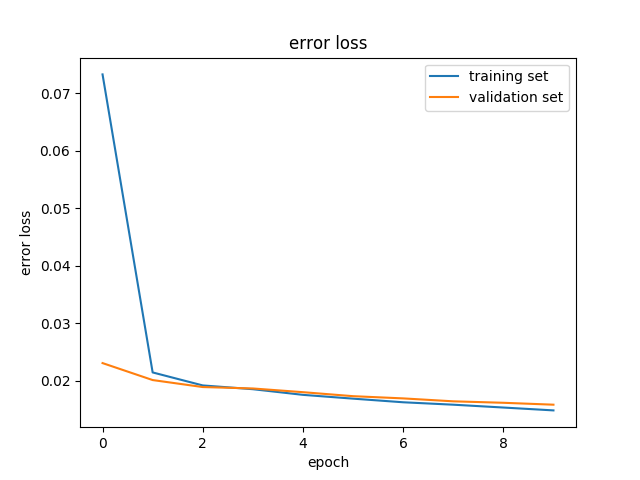 error loss
training set
validation set
0.07
0.06
0.05
0.04
0.03
0.02
error loss
0
2
4
6
8
epoch